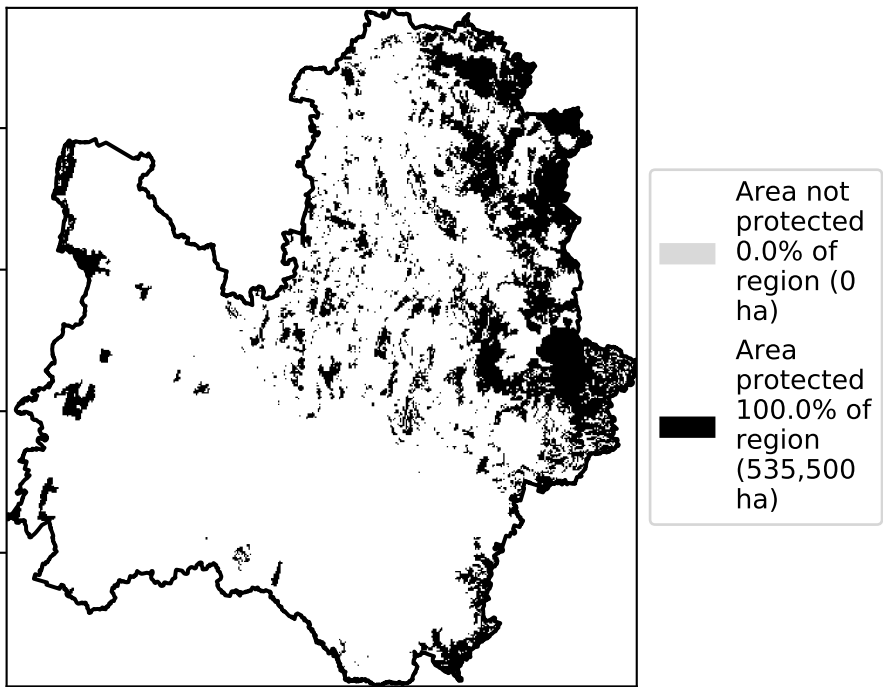 Area not
protected
0.0% of
region (0
ha)
Area
protected
100.0% of
region
(535,500
ha)